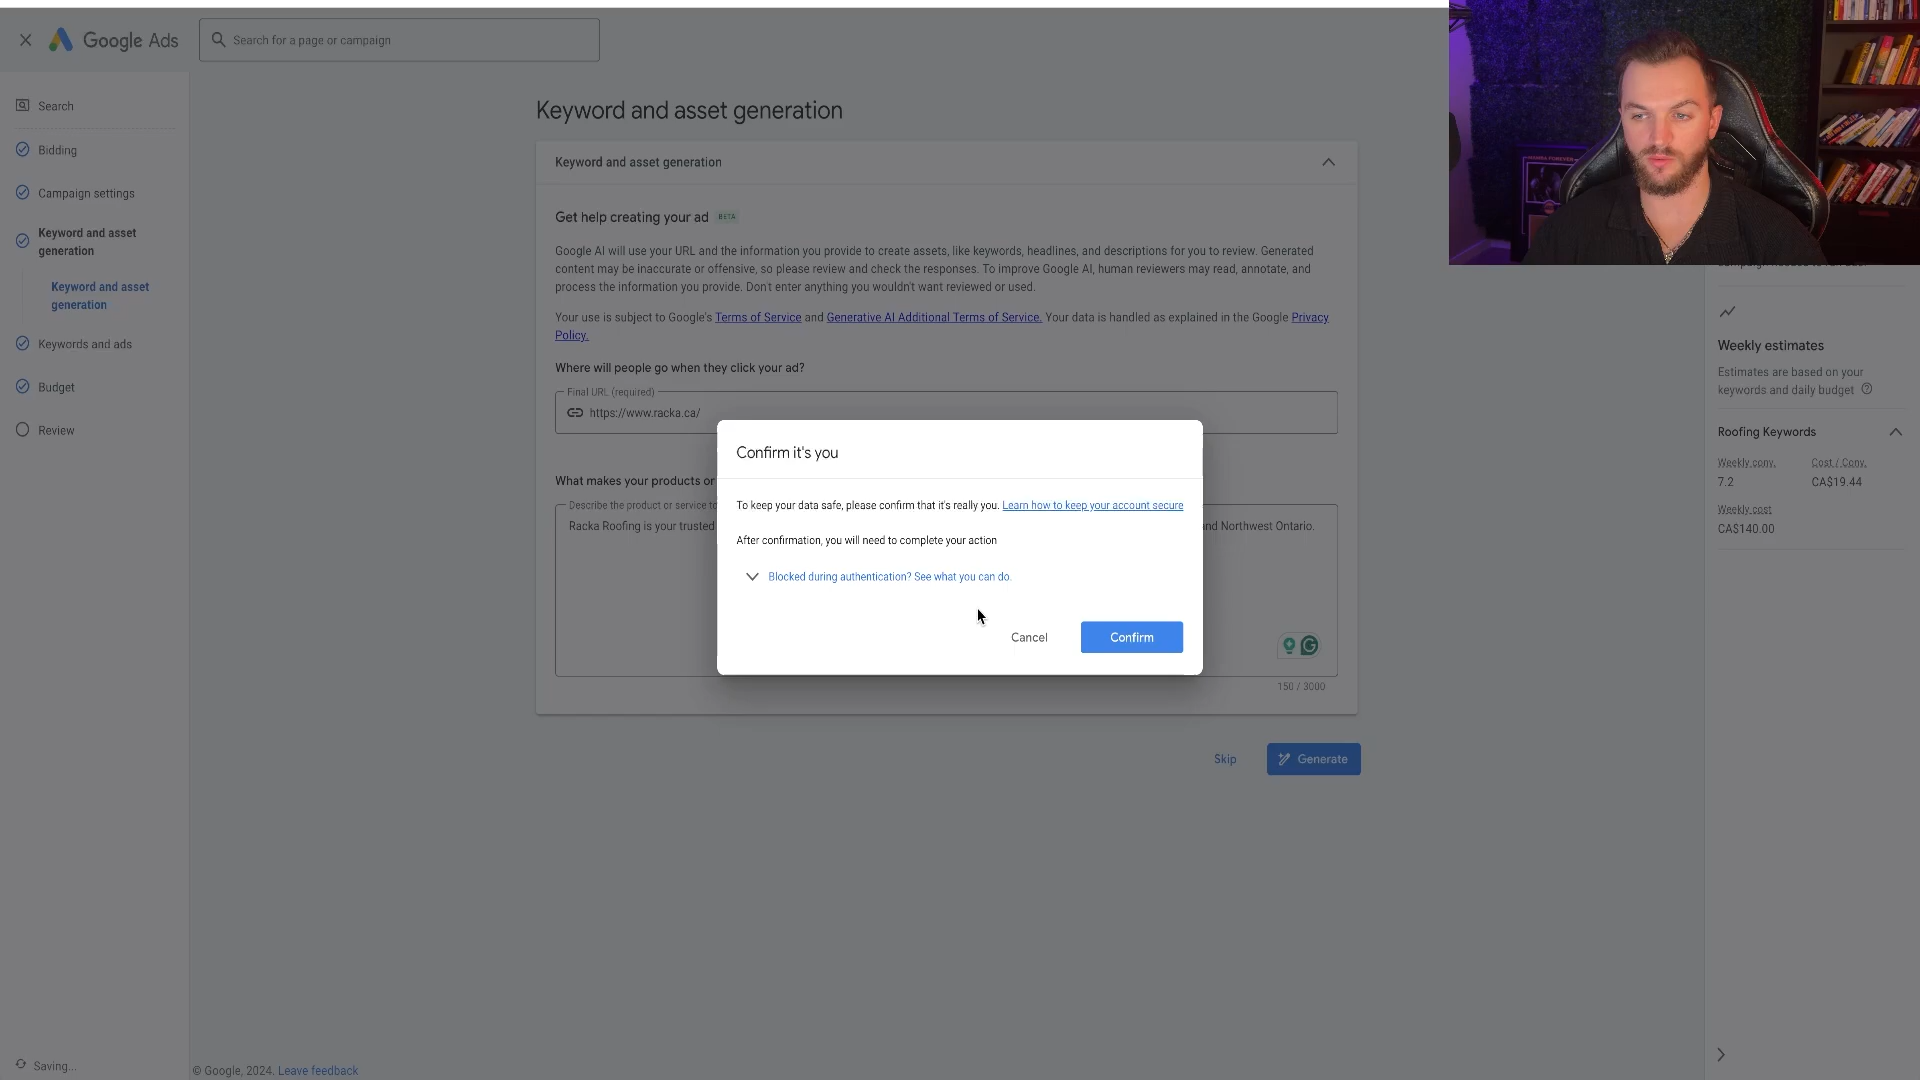 Google Ads
Search for a page or campaign
Search
Bidding
Campaign settings
Keyword and asset
generation
Keyword and asset
generation
Keywords and ads
Budget
Review
Saving...
Keyword and asset generation
Keyword and asset generation
Get help creating your ad BETA
Google AI will use your URL and the information you provide to create assets, like keywords, headlines, and descriptions for you to review. Generated
content may be inaccurate or offensive, so please review and check the responses. To improve Google AI, human reviewers may read, annotate, and
process the information you provide. Don't enter anything you wouldn't want reviewed or used.
Your use is subject to Google's Terms of Service and Generative AI Additional Terms of Service. Your data is handled as explained in the Google Privacy
Policy.
Where will people go when they click your ad?
Final URL (required)
https://www.racka.ca/
What makes your products or
Describe the product or service to
Racka Roofing is your trusted
and Northwest Ontario.
150 / 3000
Skip
Generate
Confirm it's you
To keep your data safe, please confirm that it's really you. Learn how to keep your account secure
After confirmation, you will need to complete your action
Blocked during authentication? See what you can do.
Cancel
Confirm
Weekly estimates
Estimates are based on your
keywords and daily budget
Roofing Keywords
Weekly conv. Cost / Conv.
7.2 CA$19.44
Weekly cost
CA$140.00
© Google, 2024. Leave feedback